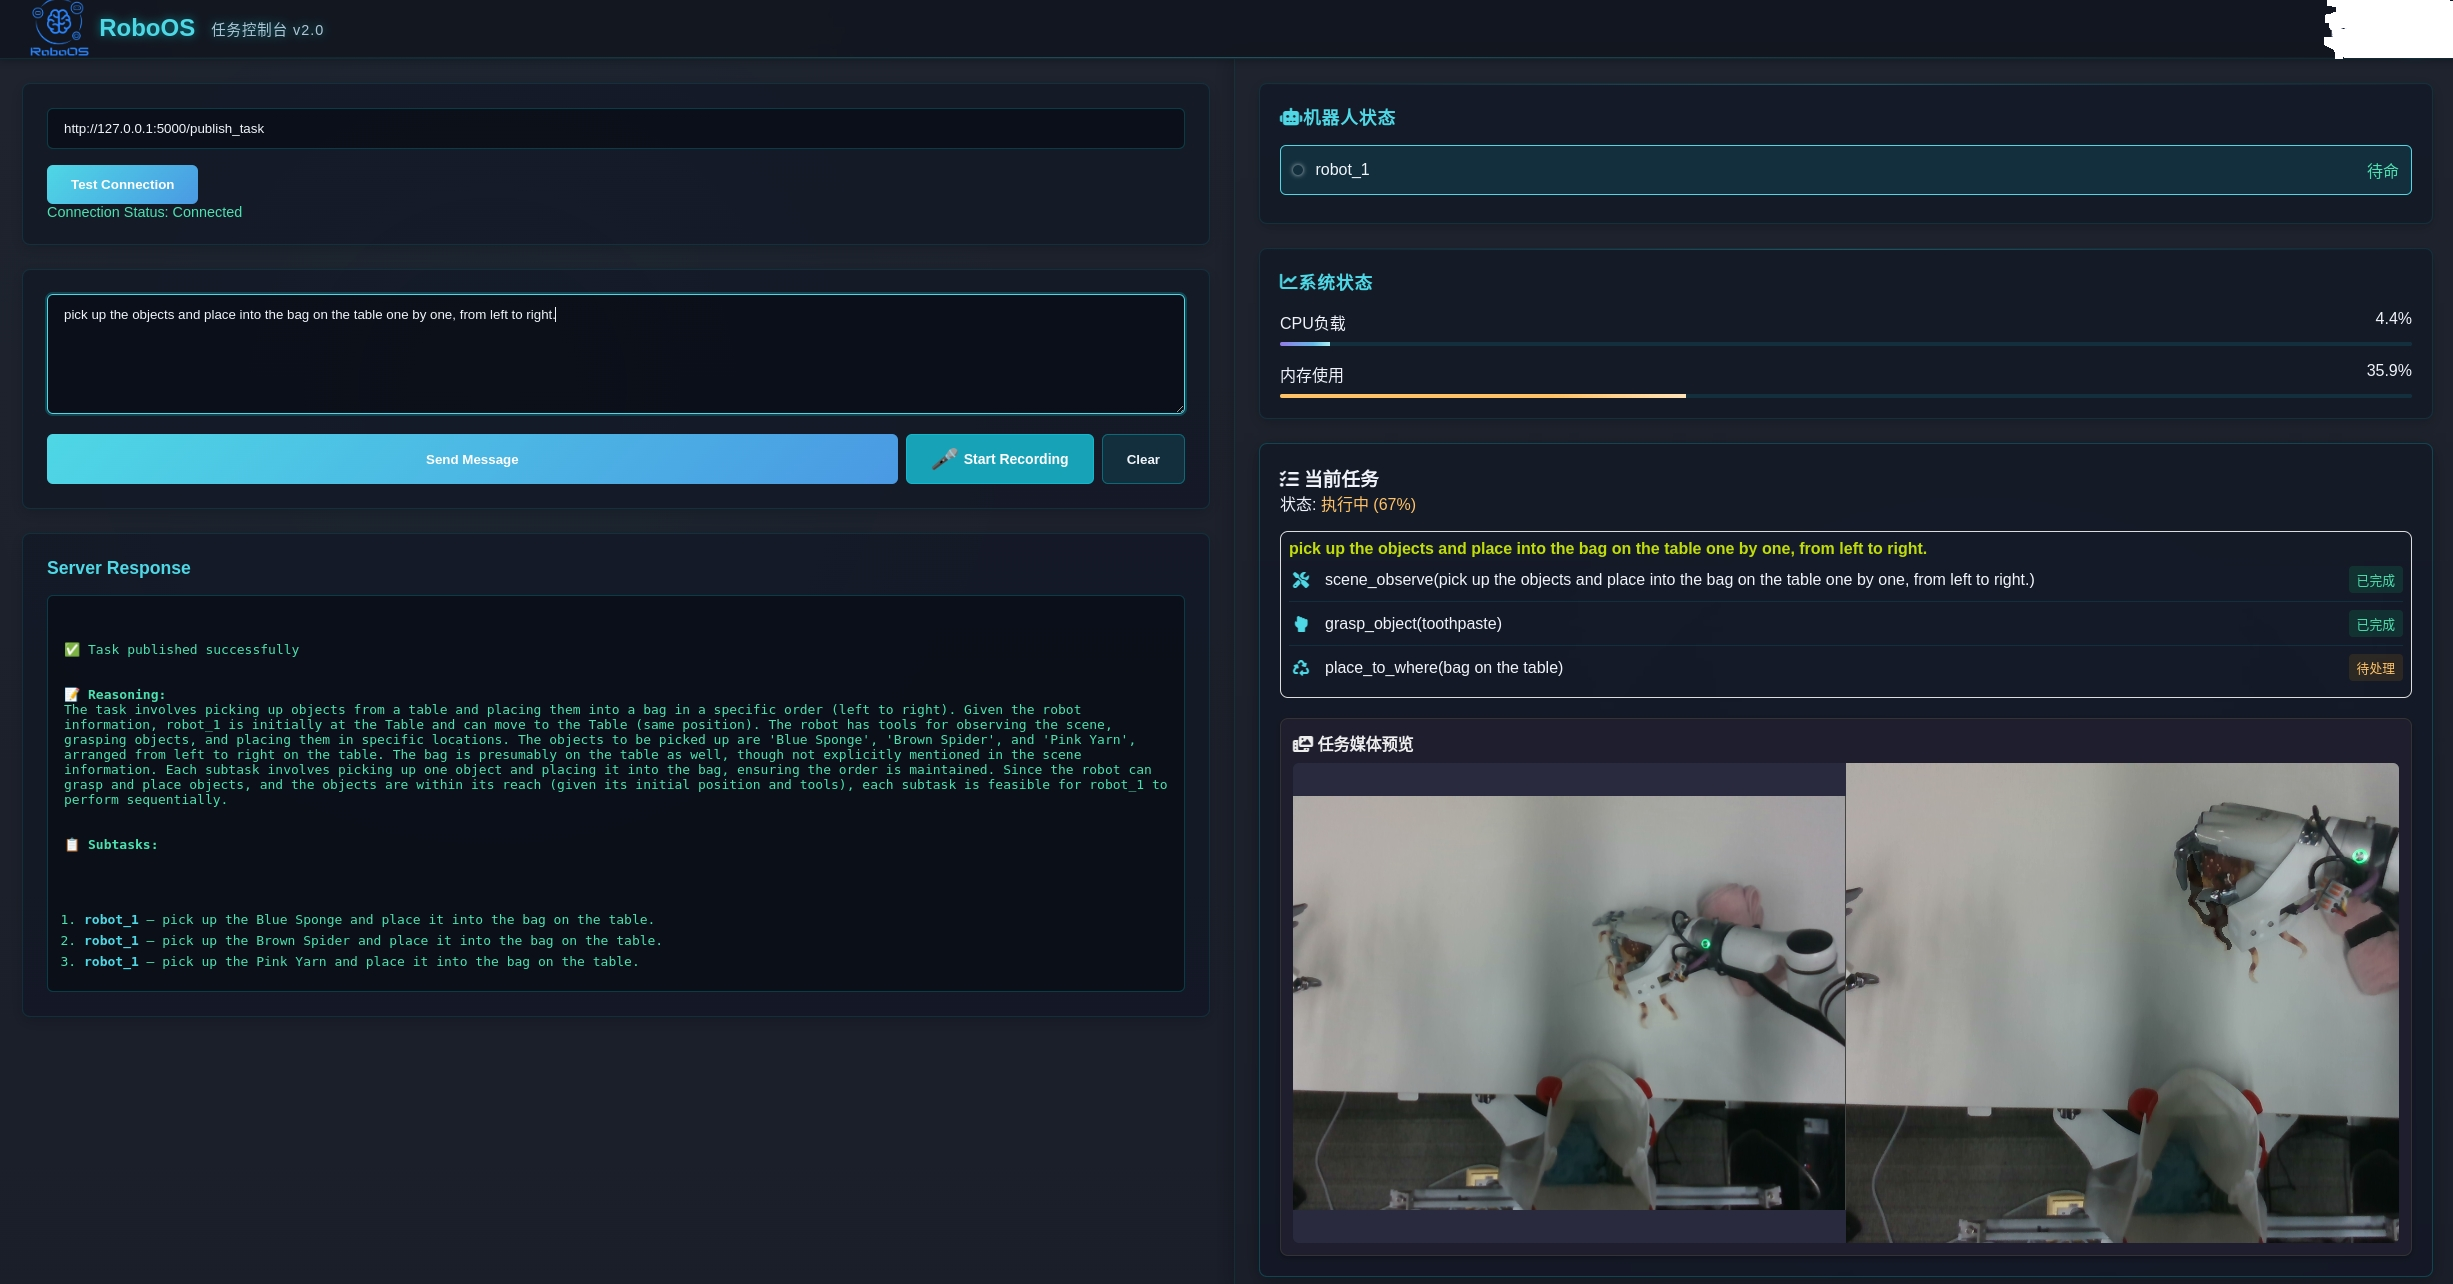 RoboOS
RoboOS 任务控制台 v2.0
http://127.0.0.1:5000/publish_task
Test Connection
Connection Status: Connected
pick up the objects and place into the bag on the table one by one, from left to right.
Send Message
Start Recording
Clear
Server Response
✅ Task published successfully
📝 Reasoning:
The task involves picking up objects from a table and placing them into a bag in a specific order (left to right). Given the robot
information, robot_1 is initially at the Table and can move to the Table (same position). The robot has tools for observing the scene,
grasping objects, and placing them in specific locations. The objects to be picked up are 'Blue Sponge', 'Brown Spider', and 'Pink Yarn',
arranged from left to right on the table. The bag is presumably on the table as well, though not explicitly mentioned in the scene
information. Each subtask involves picking up one object and placing it into the bag, ensuring the order is maintained. Since the robot can
grasp and place objects, and the objects are within its reach (given its initial position and tools), each subtask is feasible for robot_1 to
perform sequentially.
📋 Subtasks:
1. robot_1 – pick up the Blue Sponge and place it into the bag on the table.
2. robot_1 – pick up the Brown Spider and place it into the bag on the table.
3. robot_1 – pick up the Pink Yarn and place it into the bag on the table.
机器人状态
robot_1 待命
系统状态
CPU负载 4.4%
内存使用 35.9%
当前任务
状态: 执行中 (67%)
pick up the objects and place into the bag on the table one by one, from left to right.
scene_observe(pick up the objects and place into the bag on the table one by one, from left to right.) 已完成
grasp_object(toothpaste) 已完成
place_to_where(bag on the table) 待处理
任务媒体预览